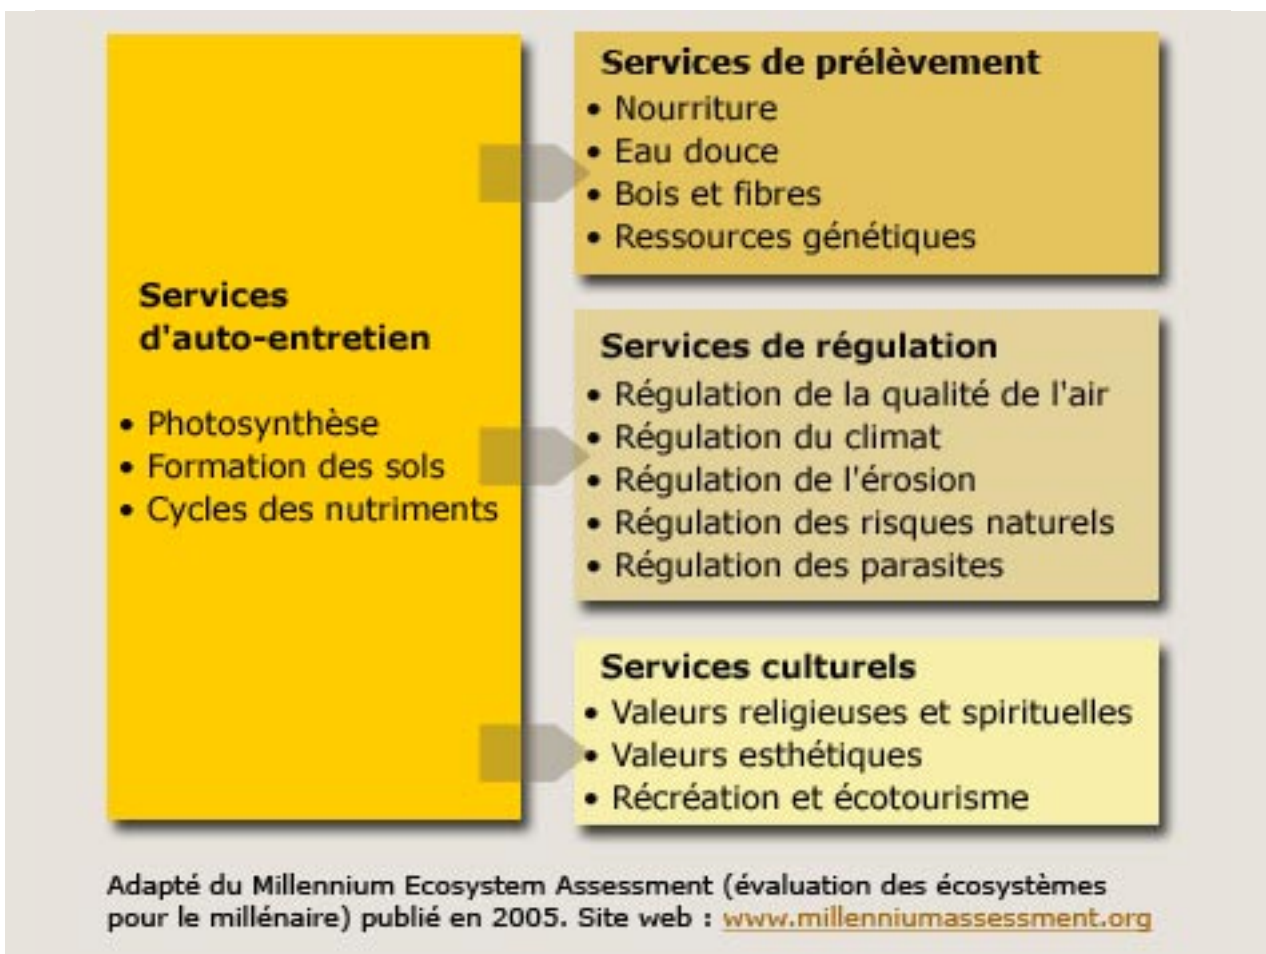 Services
d'auto-entretien
• Photosynthèse
• Formation des sols
• Cycles des nutriments
Services de prélèvement
• Nourriture
• Eau douce
• Bois et fibres
• Ressources génétiques
Services de régulation
• Régulation de la qualité de l'air
• Régulation du climat
• Régulation de l'érosion
• Régulation des risques naturels
• Régulation des parasites
Services culturels
• Valeurs religieuses et spirituelles
• Valeurs esthétiques
• Récréation et écotourisme
Adapté du Millennium Ecosystem Assessment (évaluation des écosystèmes
pour le millénaire) publié en 2005. Site web : www.millenniumassessment.org